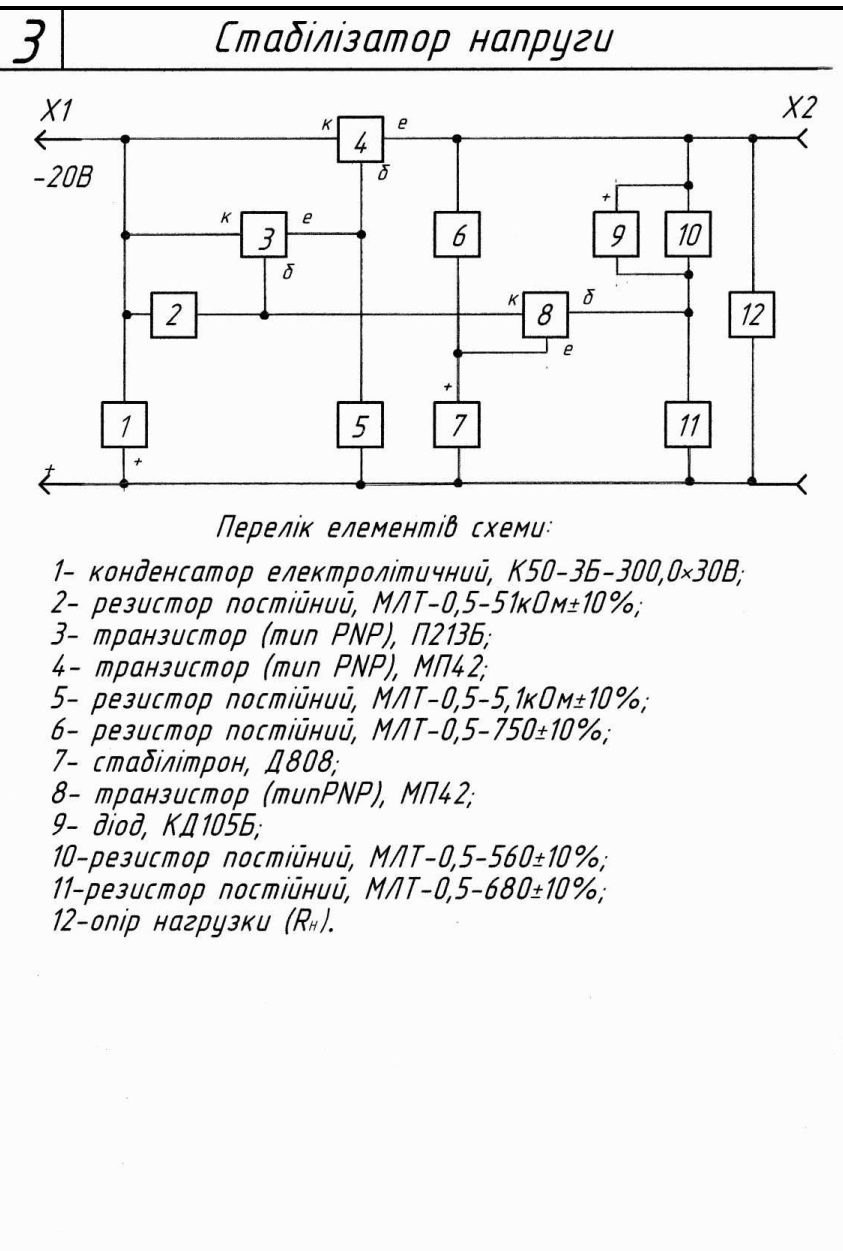 3 Стабілізатор напруги
X1
X2
к
4
е
б
-20В
к
3
е
б
6
+
9
10
2
к
8
б
е
12
1
+
5
+
7
11
+
Перелік елементів схеми:
1- конденсатор електролітичний, К50-3Б-300,0×30В;
2- резистор постійний, МЛТ-0,5-51кОм±10%;
3- транзистор (тип PNP), П213Б;
4- транзистор (тип PNP), МП42;
5- резистор постійний, МЛТ-0,5-5,1кОм±10%;
6- резистор постійний, МЛТ-0,5-750±10%;
7- стабілітрон, Д808;
8- транзистор (типPNP), МП42;
9- діод, КД105Б;
10-резистор постійний, МЛТ-0,5-560±10%;
11-резистор постійний, МЛТ-0,5-680±10%;
12-опір нагрузки (Rн).